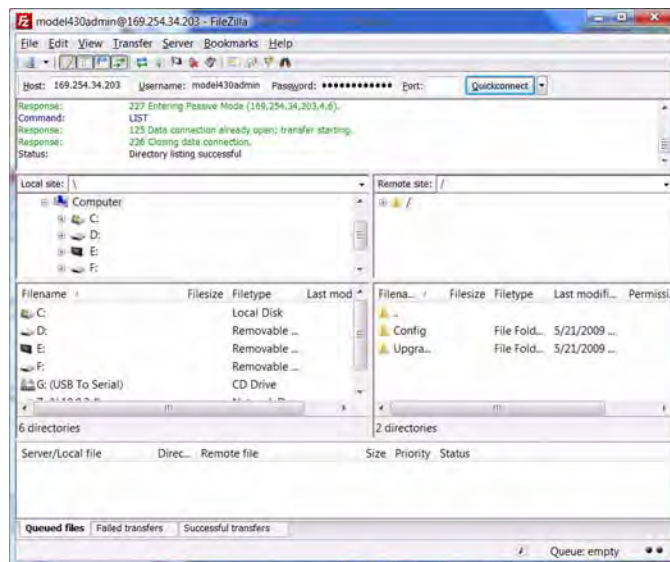 model430admin@169.254.34.203 - FileZilla
File Edit View Transfer Server Bookmarks Help
Host: 169.254.34.203 Username: model430admin Password: •••••••••••• Port: Quickconnect
Response: 227 Entering Passive Mode (169,254,34,203,4,6).
Command: LIST
Response: 125 Data connection already open; transfer starting.
Response: 226 Closing data connection.
Status: Directory listing successful
Local site: \ Remote site: /
Computer /
C:
D:
E:
F:
Filename Filesize Filetype Last mod Filena... Filesize Filetype Last modifi... Permissi
C: Local Disk ..
D: Removable ... Config File Fold... 5/21/2009 ...
E: Removable ... Upgra... File Fold... 5/21/2009 ...
F: Removable ...
G: (USB To Serial) CD Drive
6 directories 2 directories
Server/Local file Direc... Remote file Size Priority Status
Queued files Failed transfers Successful transfers
Queue: empty